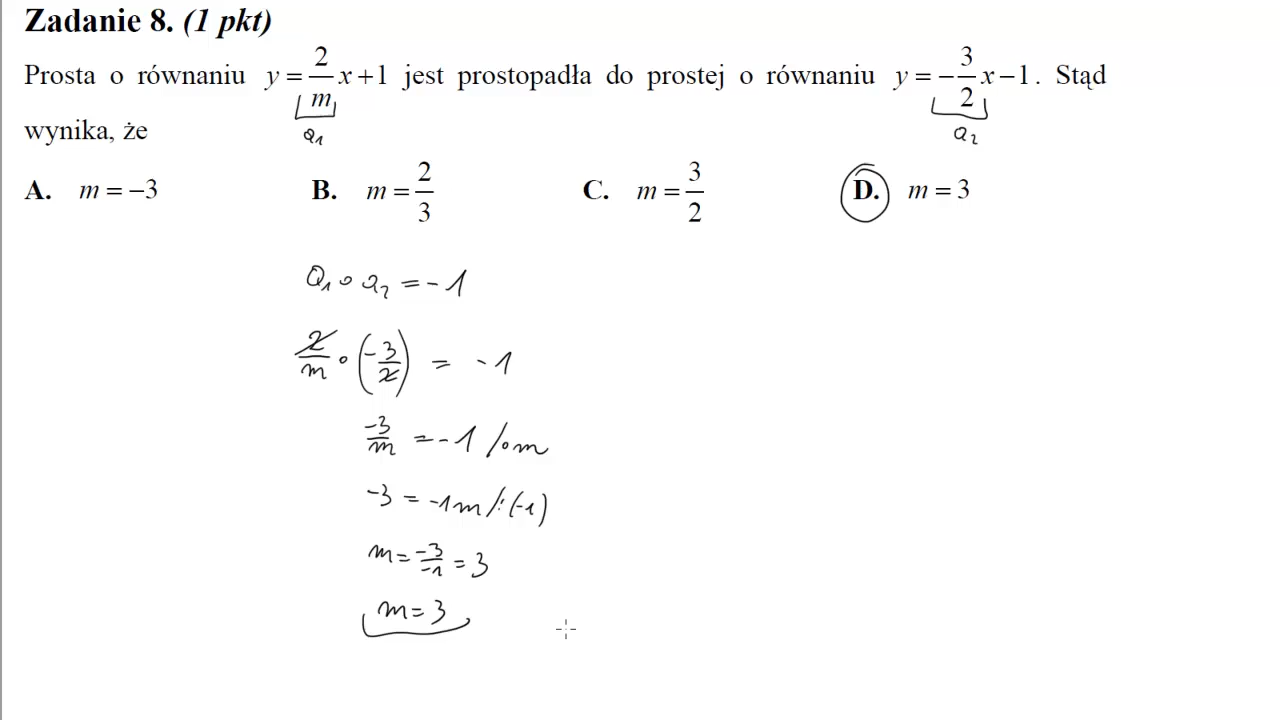 Zadanie 8. (1 pkt)
Prosta o równaniu y = 2/m x + 1 jest prostopadła do prostej o równaniu y = −3/2 x − 1. Stąd
a₁ a₂
wynika, że
A. m = −3 B. m = 2/3 C. m = 3/2 D. m = 3
a₁ ∘ a₂ = -1
2/m ∘ (-3/2) = -1
-3/m = -1 /∘m
-3 = -1m /:(-1)
m = -3/-1 = 3
m = 3